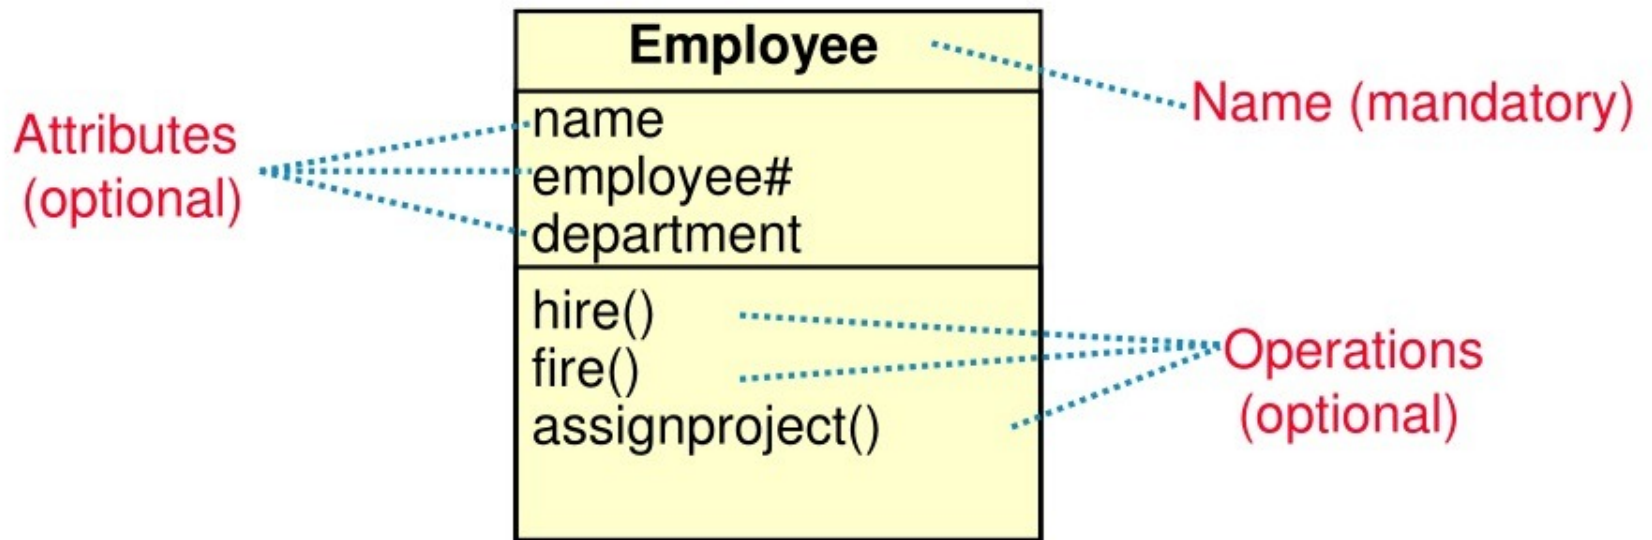 Employee
Name (mandatory)
Attributes
(optional)
name
employee#
department
hire()
fire()
assignproject()
Operations
(optional)